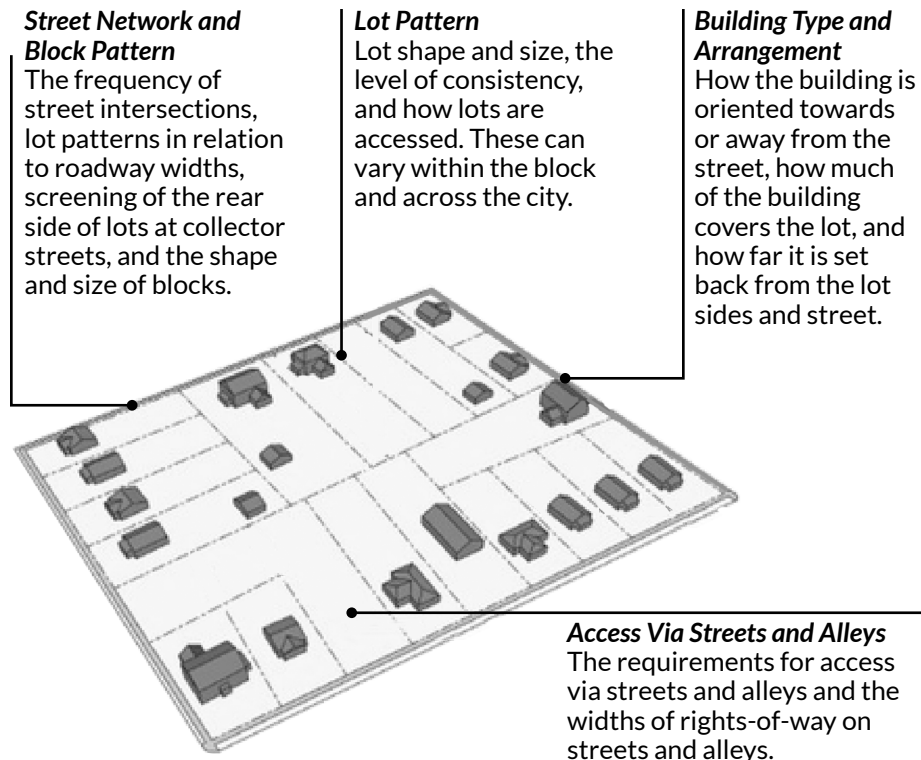 Street Network and
Block Pattern
The frequency of
street intersections,
lot patterns in relation
to roadway widths,
screening of the rear
side of lots at collector
streets, and the shape
and size of blocks.
Lot Pattern
Lot shape and size, the
level of consistency,
and how lots are
accessed. These can
vary within the block
and across the city.
Building Type and
Arrangement
How the building is
oriented towards
or away from the
street, how much
of the building
covers the lot, and
how far it is set
back from the lot
sides and street.
Access Via Streets and Alleys
The requirements for access
via streets and alleys and the
widths of rights-of-way on
streets and alleys.